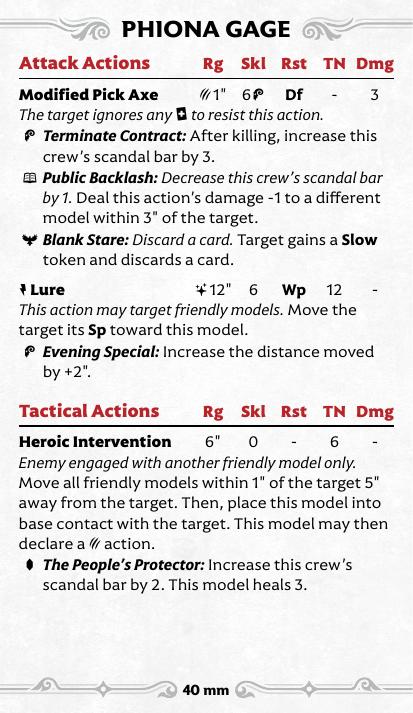 PHIONA GAGE
Attack Actions Rg Skl Rst TN Dmg
Modified Pick Axe 1" 6 Df - 3
The target ignores any to resist this action.
Terminate Contract: After killing, increase this
crew's scandal bar by 3.
Public Backlash: Decrease this crew's scandal bar
by 1. Deal this action's damage -1 to a different
model within 3" of the target.
Blank Stare: Discard a card. Target gains a Slow
token and discards a card.
Lure 12" 6 Wp 12 -
This action may target friendly models. Move the
target its Sp toward this model.
Evening Special: Increase the distance moved
by +2".
Tactical Actions Rg Skl Rst TN Dmg
Heroic Intervention 6" 0 - 6 -
Enemy engaged with another friendly model only.
Move all friendly models within 1" of the target 5"
away from the target. Then, place this model into
base contact with the target. This model may then
declare a action.
The People's Protector: Increase this crew's
scandal bar by 2. This model heals 3.
40 mm